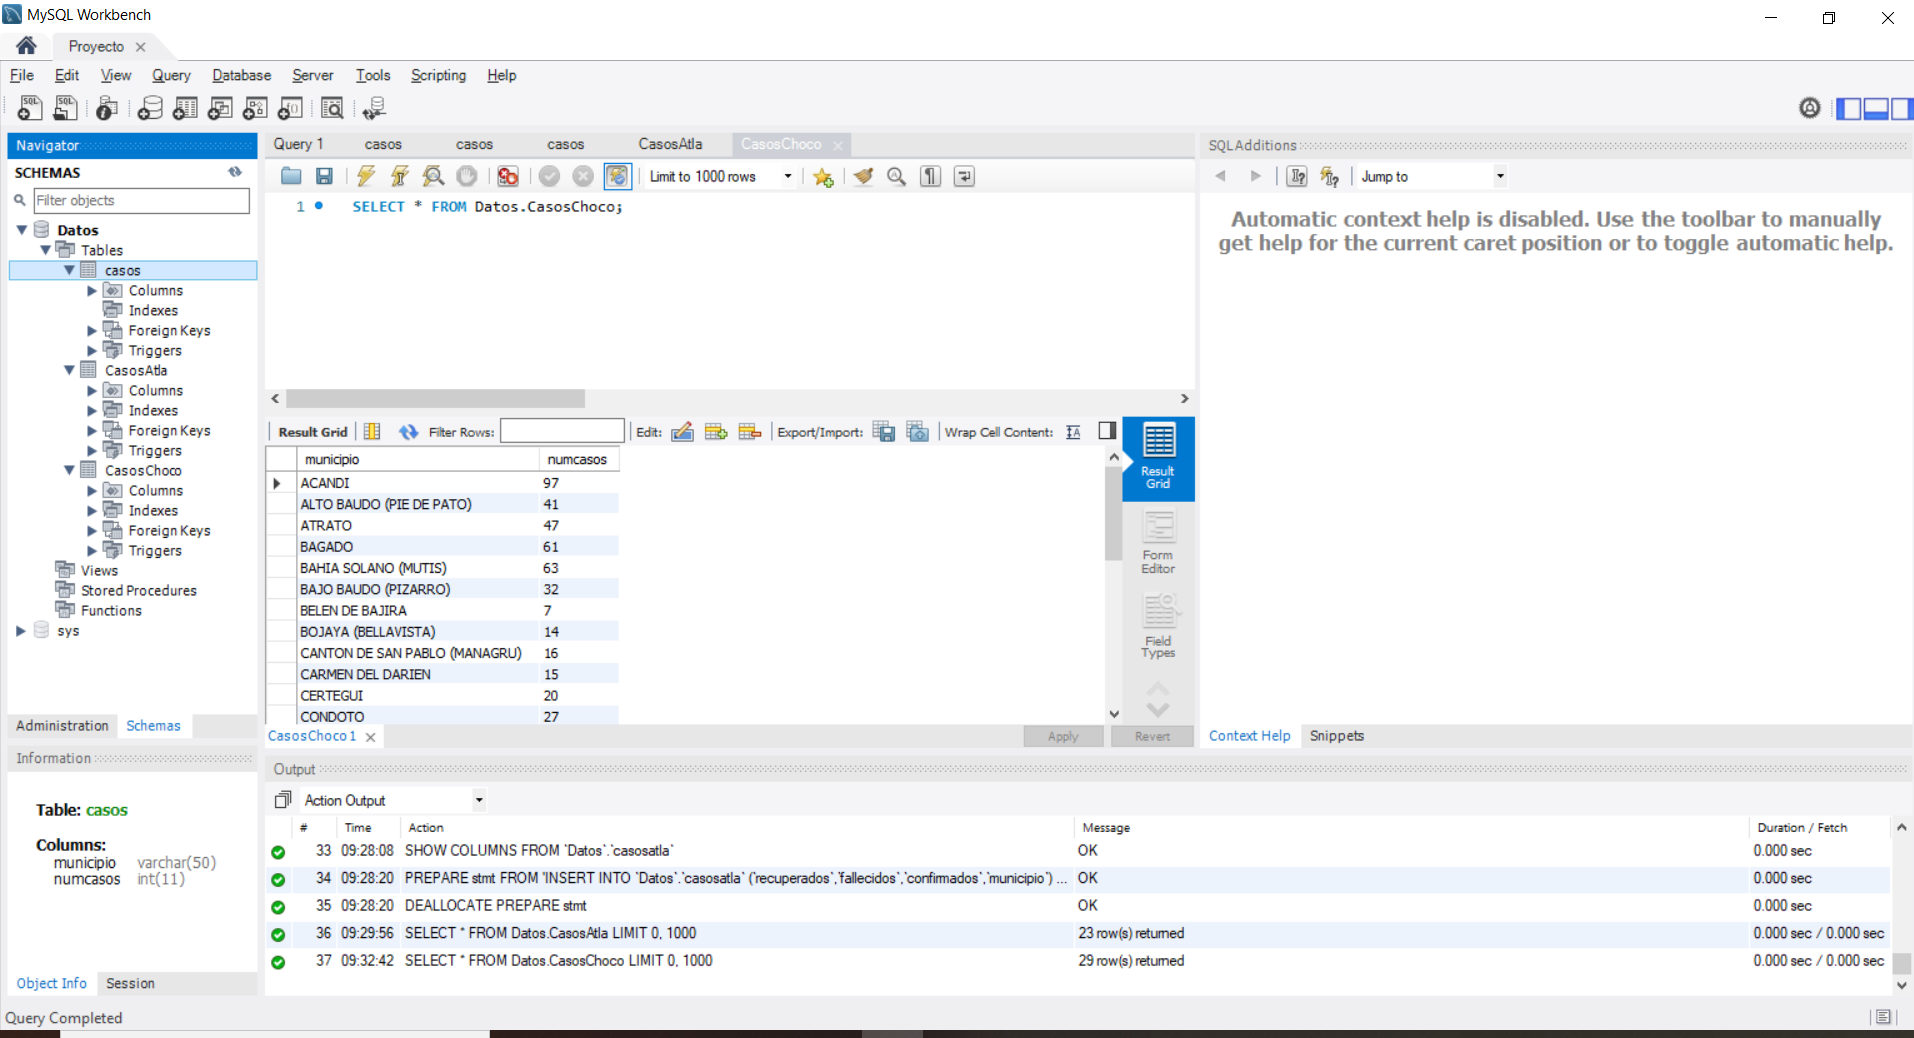 MySQL Workbench
Proyecto
File Edit View Query Database Server Tools Scripting Help
Navigator
SCHEMAS
Filter objects
Datos
Tables
casos
Columns
Indexes
Foreign Keys
Triggers
CasosAtla
Columns
Indexes
Foreign Keys
Triggers
CasosChoco
Columns
Indexes
Foreign Keys
Triggers
Views
Stored Procedures
Functions
sys
Administration Schemas
Information
Table: casos
Columns:
municipio varchar(50)
numcasos int(11)
Object Info Session
Query 1 casos casos casos CasosAtla CasosChoco
Limit to 1000 rows
1 SELECT * FROM Datos.CasosChoco;
Result Grid Filter Rows: Edit: Export/Import: Wrap Cell Content:
municipio numcasos
ACANDI 97
ALTO BAUDO (PIE DE PATO) 41
ATRATO 47
BAGADO 61
BAHIA SOLANO (MUTIS) 63
BAJO BAUDO (PIZARRO) 32
BELEN DE BAJIRA 7
BOJAYA (BELLAVISTA) 14
CANTON DE SAN PABLO (MANAGRU) 16
CARMEN DEL DARIEN 15
CERTEGUI 20
CONDOTO 27
Result
Grid
Form
Editor
Field
Types
CasosChoco 1 Apply Revert
SQLAdditions
Jump to
Automatic context help is disabled. Use the toolbar to manually
get help for the current caret position or to toggle automatic help.
Context Help Snippets
Output
Action Output
# Time Action Message Duration / Fetch
33 09:28:08 SHOW COLUMNS FROM `Datos`.`casosatla` OK 0.000 sec
34 09:28:20 PREPARE stmt FROM 'INSERT INTO `Datos`.`casosatla` (`recuperados`,`fallecidos`,`confirmados`,`municipio`) ... OK 0.000 sec
35 09:28:20 DEALLOCATE PREPARE stmt OK 0.000 sec
36 09:29:56 SELECT * FROM Datos.CasosAtla LIMIT 0, 1000 23 row(s) returned 0.000 sec / 0.000 sec
37 09:32:42 SELECT * FROM Datos.CasosChoco LIMIT 0, 1000 29 row(s) returned 0.000 sec / 0.000 sec
Query Completed